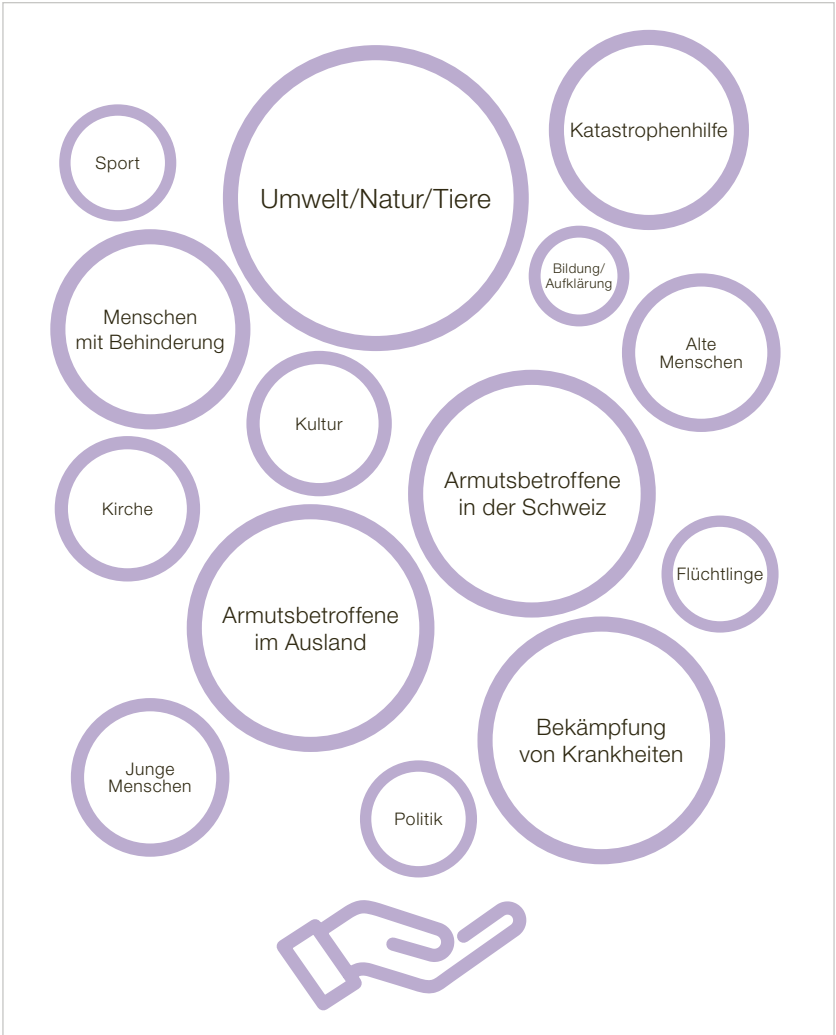 Katastrophenhilfe
Sport
Umwelt/Natur/Tiere
Bildung/
Aufklärung
Menschen
mit Behinderung
Alte
Menschen
Kultur
Armutsbetroffene
in der Schweiz
Kirche
Flüchtlinge
Armutsbetroffene
im Ausland
Bekämpfung
von Krankheiten
Junge
Menschen
Politik